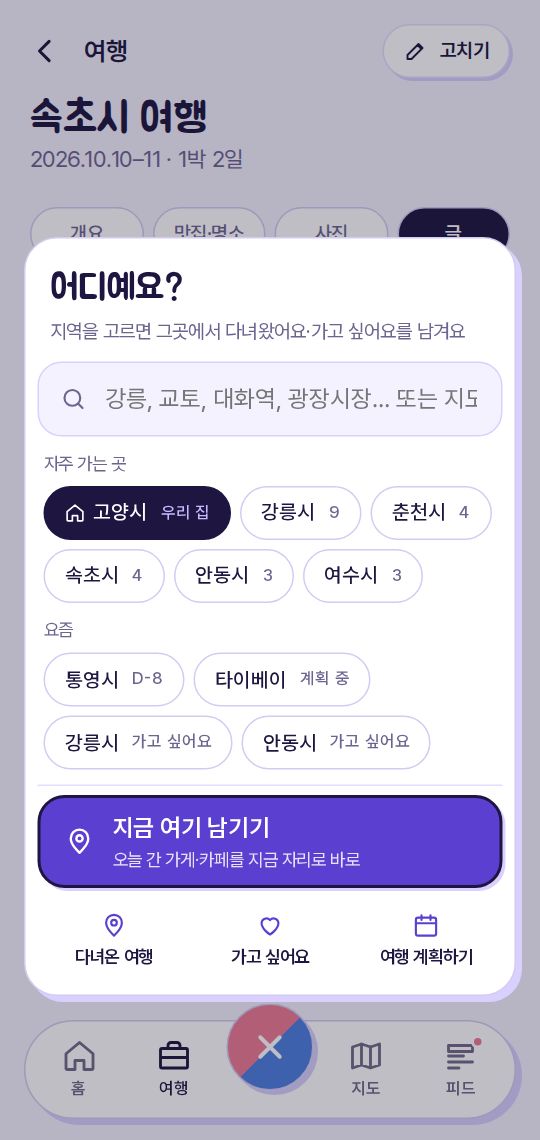 여행
고치기
속초시 여행
2026.10.10–11 · 1박 2일
개요 맛집·명소 사진 글
어디예요?
지역을 고르면 그곳에서 다녀왔어요·가고 싶어요를 남겨요
강릉, 교토, 대화역, 광장시장… 또는 지도
자주 가는 곳
고양시 우리 집 강릉시 9 춘천시 4
속초시 4 안동시 3 여수시 3
요즘
통영시 D-8 타이베이 계획 중
강릉시 가고 싶어요 안동시 가고 싶어요
지금 여기 남기기
오늘 간 가게·카페를 지금 자리로 바로
다녀온 여행 가고 싶어요 여행 계획하기
홈 여행 지도 피드